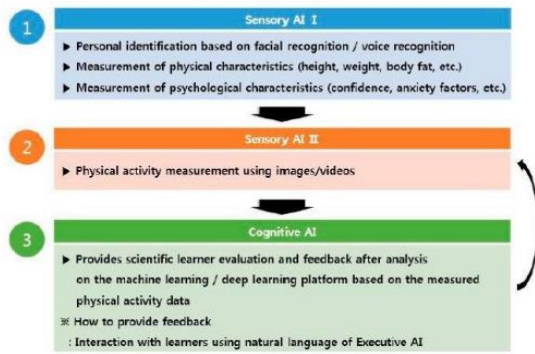 1
Sensory AI Ⅰ
▶ Personal identification based on facial recognition / voice recognition
▶ Measurement of physical characteristics (height, weight, body fat, etc.)
▶ Measurement of psychological characteristics (confidence, anxiety factors, etc.)
2
Sensory AI Ⅱ
▶ Physical activity measurement using images/videos
3
Cognitive AI
▶ Provides scientific learner evaluation and feedback after analysis
on the machine learning / deep learning platform based on the measured
physical activity data
※ How to provide feedback
: Interaction with learners using natural language of Executive AI